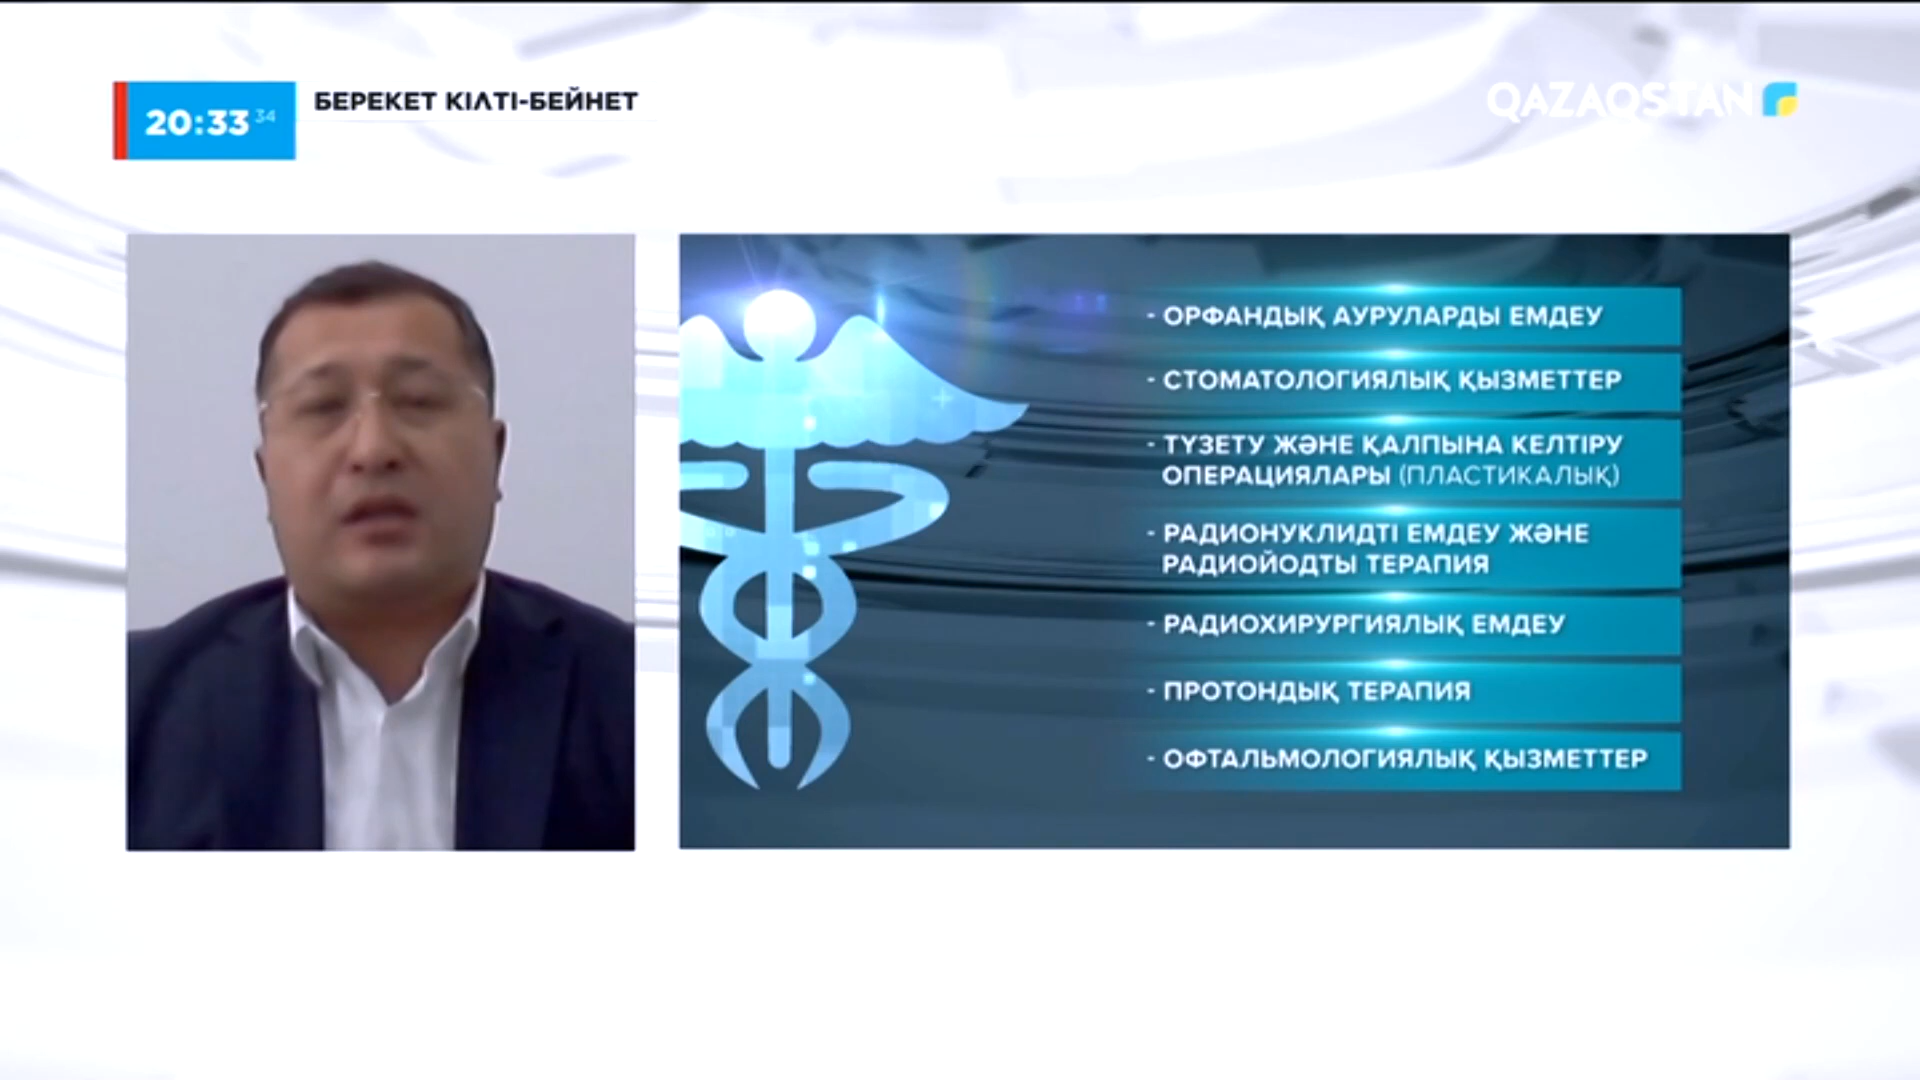 20:33 34
БЕРЕКЕТ КІЛТІ-БЕЙНЕТ
QAZAQSTAN
- ОРФАНДЫҚ АУРУЛАРДЫ ЕМДЕУ
- СТОМАТОЛОГИЯЛЫҚ ҚЫЗМЕТТЕР
- ТҮЗЕТУ ЖӘНЕ ҚАЛПЫНА КЕЛТІРУ
ОПЕРАЦИЯЛАРЫ (ПЛАСТИКАЛЫҚ)
- РАДИОНУКЛИДТІ ЕМДЕУ ЖӘНЕ
РАДИОЙОДТЫ ТЕРАПИЯ
- РАДИОХИРУРГИЯЛЫҚ ЕМДЕУ
- ПРОТОНДЫҚ ТЕРАПИЯ
- ОФТАЛЬМОЛОГИЯЛЫҚ ҚЫЗМЕТТЕР